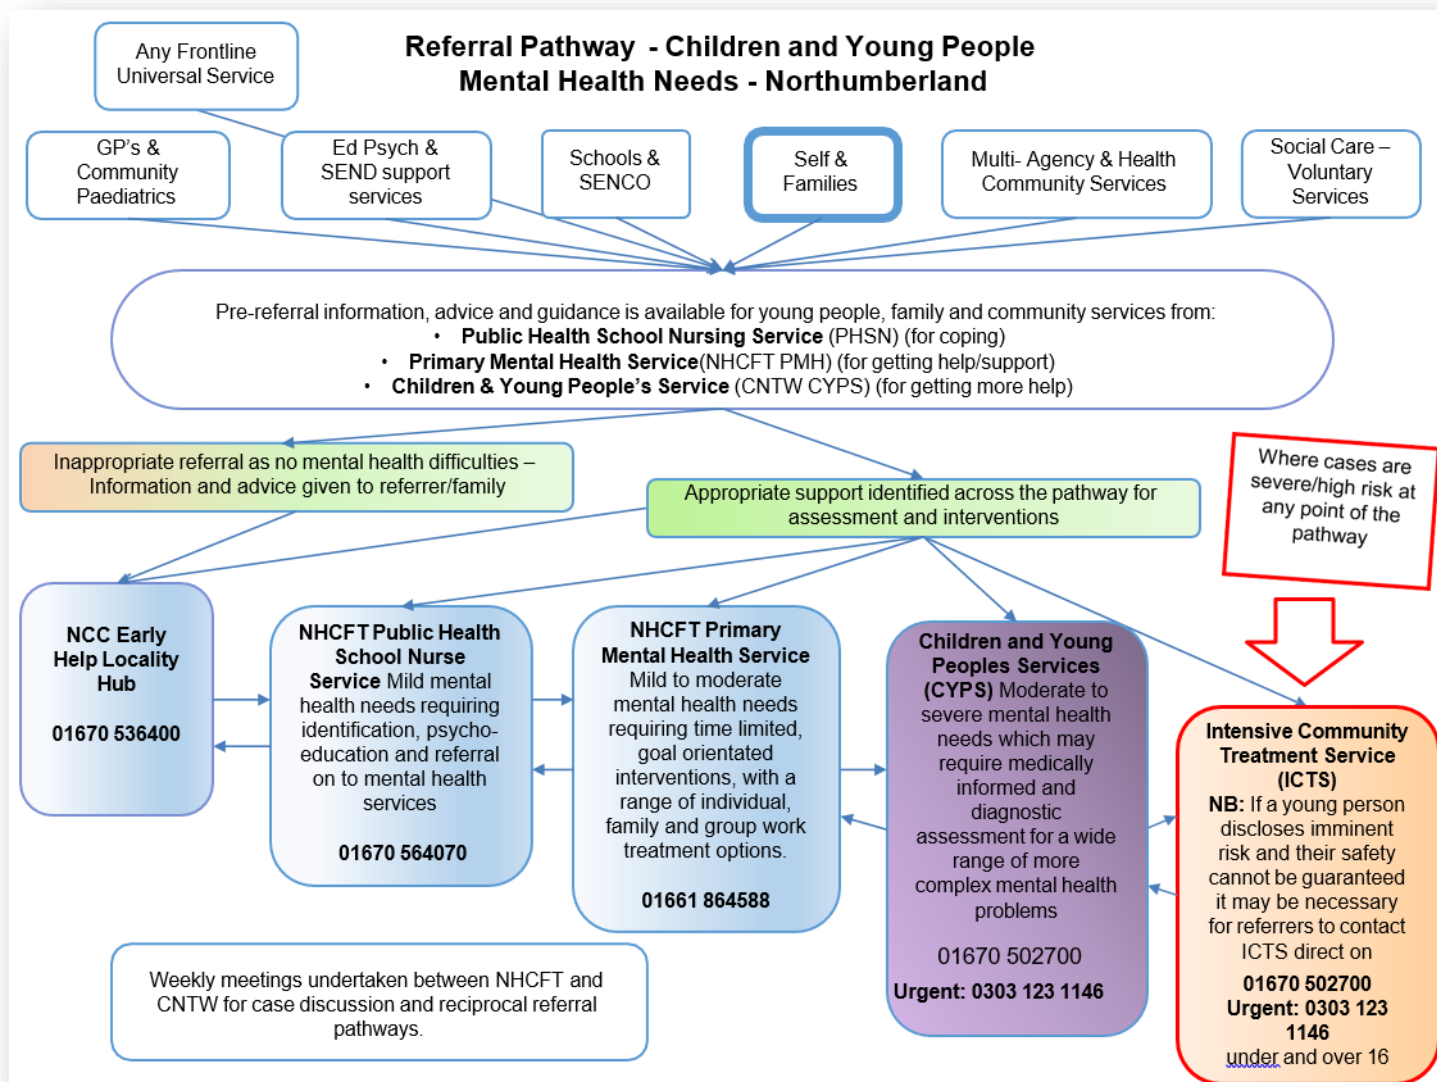 Any Frontline
Universal Service
Referral Pathway  - Children and Young People
Mental Health Needs - Northumberland
GP's &
Community
Paediatrics
Ed Psych &
SEND support
services
Schools &
SENCO
Self &
Families
Multi- Agency & Health
Community Services
Social Care –
Voluntary
Services
Pre-referral information, advice and guidance is available for young people, family and community services from:
• Public Health School Nursing Service (PHSN) (for coping)
• Primary Mental Health Service(NHCFT PMH) (for getting help/support)
• Children & Young People's Service (CNTW CYPS) (for getting more help)
Inappropriate referral as no mental health difficulties –
Information and advice given to referrer/family
Appropriate support identified across the pathway for
assessment and interventions
Where cases are
severe/high risk at
any point of the
pathway
NCC Early
Help Locality
Hub
01670 536400
NHCFT Public Health
School Nurse
Service Mild mental
health needs requiring
identification, psycho-
education and referral
on to mental health
services
01670 564070
NHCFT Primary
Mental Health Service
Mild to moderate
mental health needs
requiring time limited,
goal orientated
interventions, with a
range of individual,
family and group work
treatment options.
01661 864588
Children and Young
Peoples Services
(CYPS) Moderate to
severe mental health
needs which may
require medically
informed and
diagnostic
assessment for a wide
range of more
complex mental health
problems
01670 502700
Urgent: 0303 123 1146
Intensive Community
Treatment Service
(ICTS)
NB: If a young person
discloses imminent
risk and their safety
cannot be guaranteed
it may be necessary
for referrers to contact
ICTS direct on
01670 502700
Urgent: 0303 123
1146
under and over 16
Weekly meetings undertaken between NHCFT and
CNTW for case discussion and reciprocal referral
pathways.